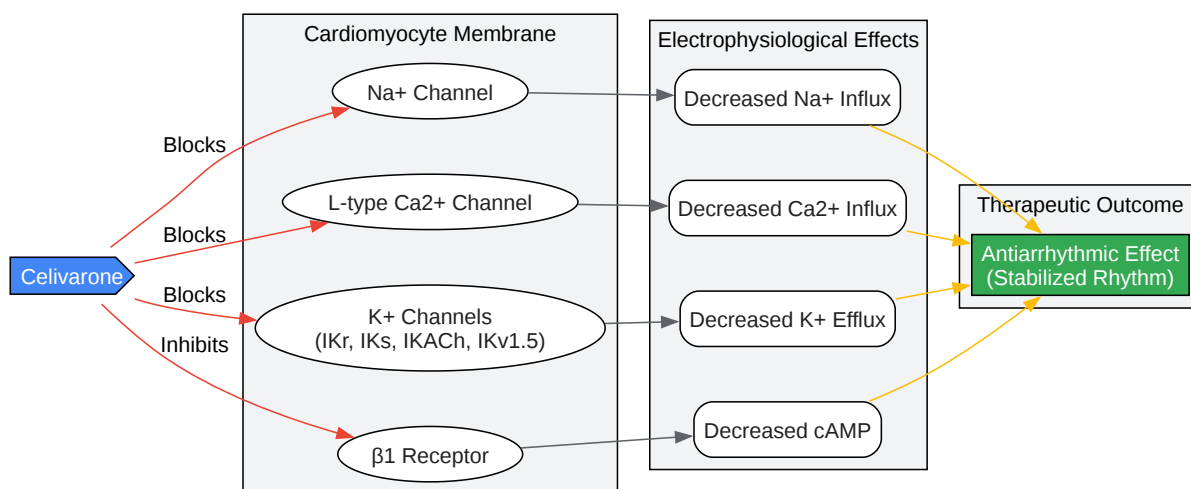 Cardiomyocyte Membrane
Electrophysiological Effects
Na+ Channel
Decreased Na+ Influx
Blocks
L-type Ca2+ Channel
Decreased Ca2+ Influx
Therapeutic Outcome
Blocks
Antiarrhythmic Effect
(Stabilized Rhythm)
Celivarone
Blocks
K+ Channels
(IKr, IKs, IKACh, IKv1.5)
Decreased K+ Efflux
Inhibits
β1 Receptor
Decreased cAMP